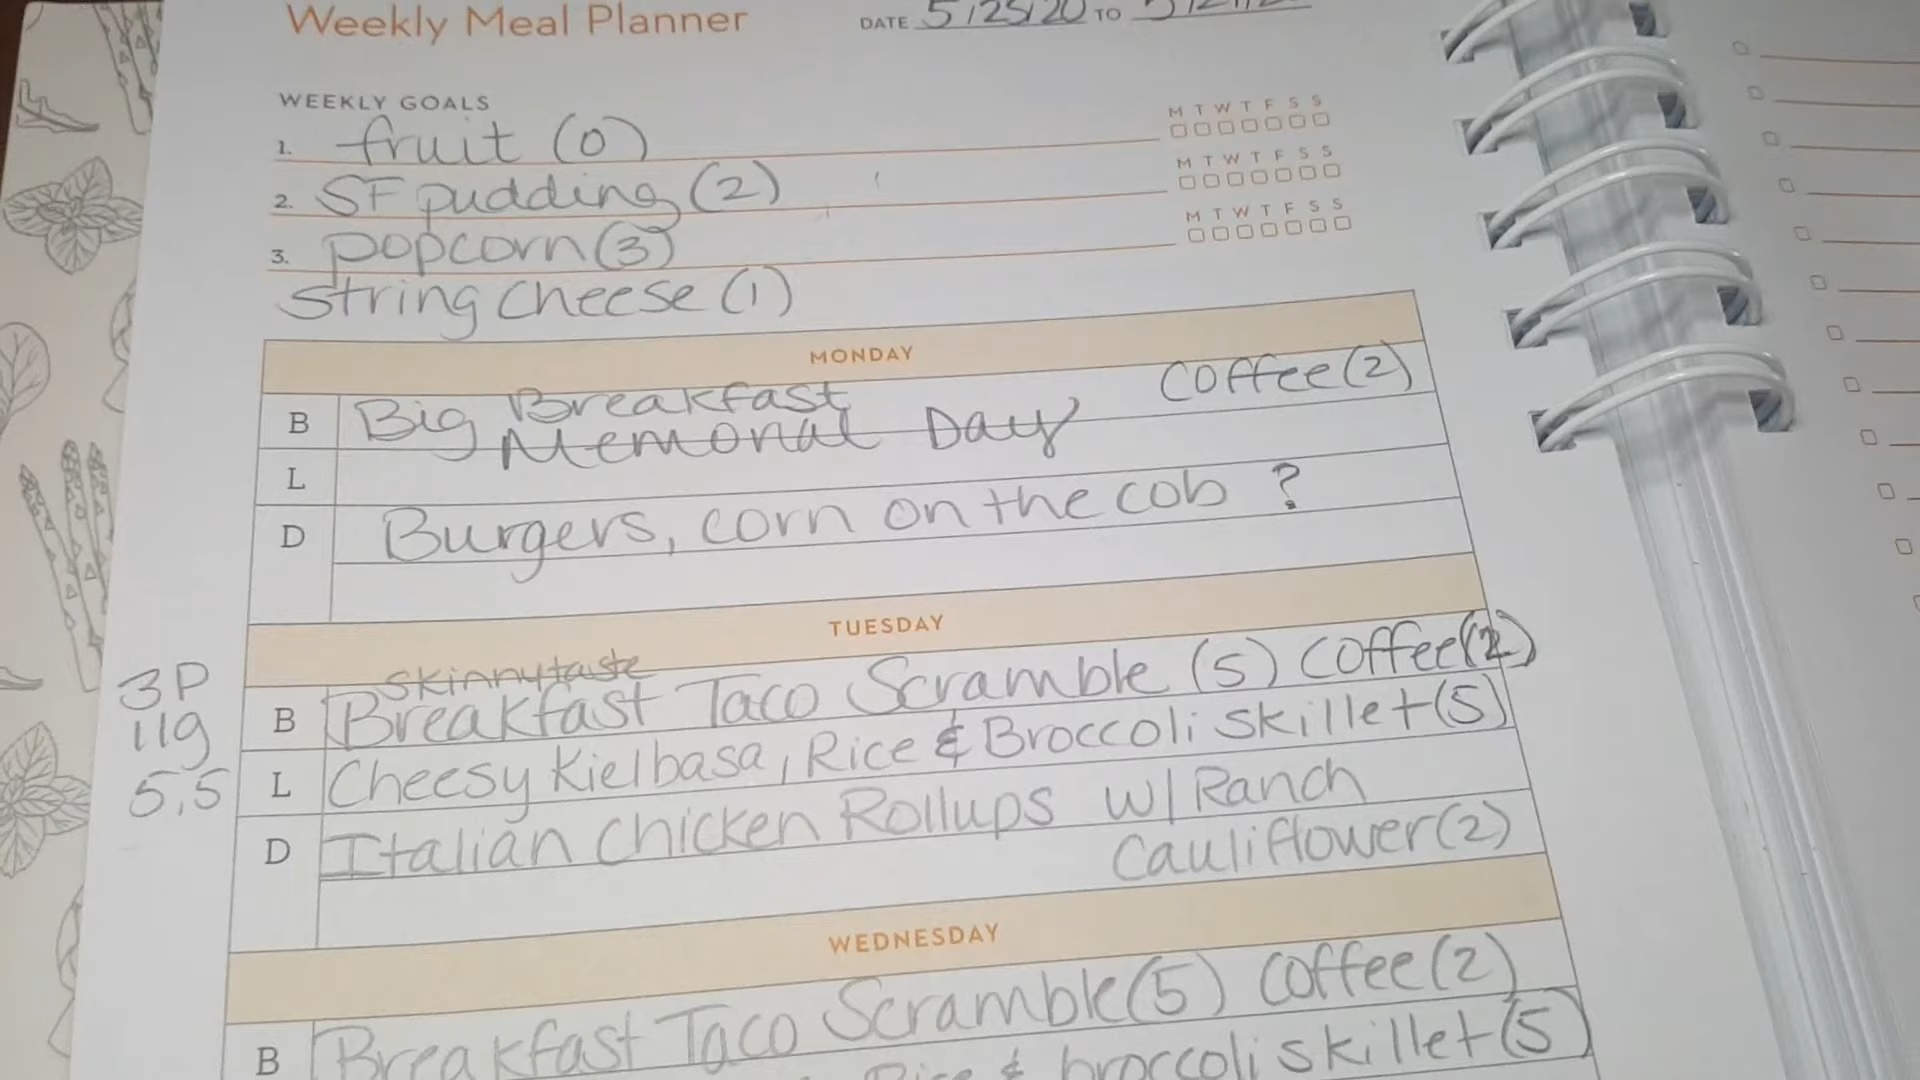 Weekly Meal Planner
DATE 5/25/20 TO
WEEKLY GOALS
M T W T F S S
1. fruit (0)
M T W T F S S
2. SF pudding (2)
M T W T F S S
3. popcorn (3)
String Cheese (1)
MONDAY
Coffee (2)
B Big Breakfast
Memorial Day
L
D Burgers, corn on the cob ?
TUESDAY
3P
11g
5,5
Skinnytaste
B Breakfast Taco Scramble (5) Coffee (2)
L Cheesy Kielbasa, Rice & Broccoli Skillet (5)
D Italian Chicken Rollups w/ Ranch
Cauliflower (2)
WEDNESDAY
B Breakfast Taco Scramble (5) Coffee (2)
Rice & broccoli skillet (5)